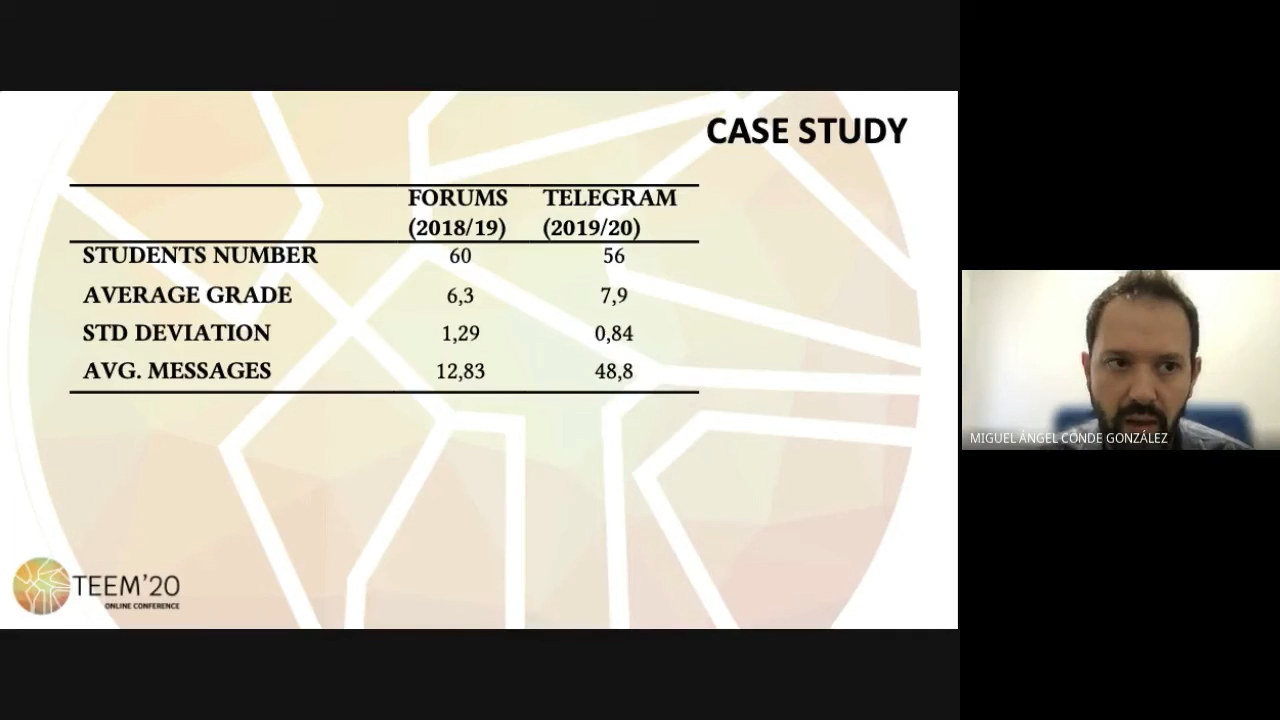 CASE STUDY
FORUMS TELEGRAM
(2018/19) (2019/20)
STUDENTS NUMBER 60 56
AVERAGE GRADE 6,3 7,9
STD DEVIATION 1,29 0,84
AVG. MESSAGES 12,83 48,8
MIGUEL ÁNGEL CONDE GONZÁLEZ
TEEM'20
ONLINE CONFERENCE